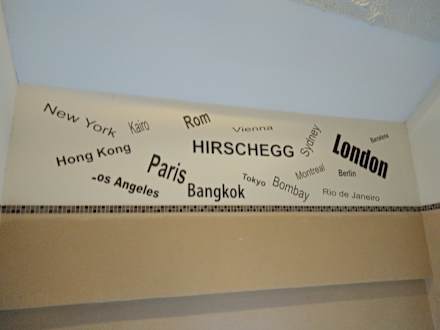 New York
Kairo
Rom
Vienna
Sydney
London
Barcelona
Hong Kong
HIRSCHEGG
Paris
Montreal
Berlin
-os Angeles
Bangkok
Tokyo
Bombay
Rio de Janeiro